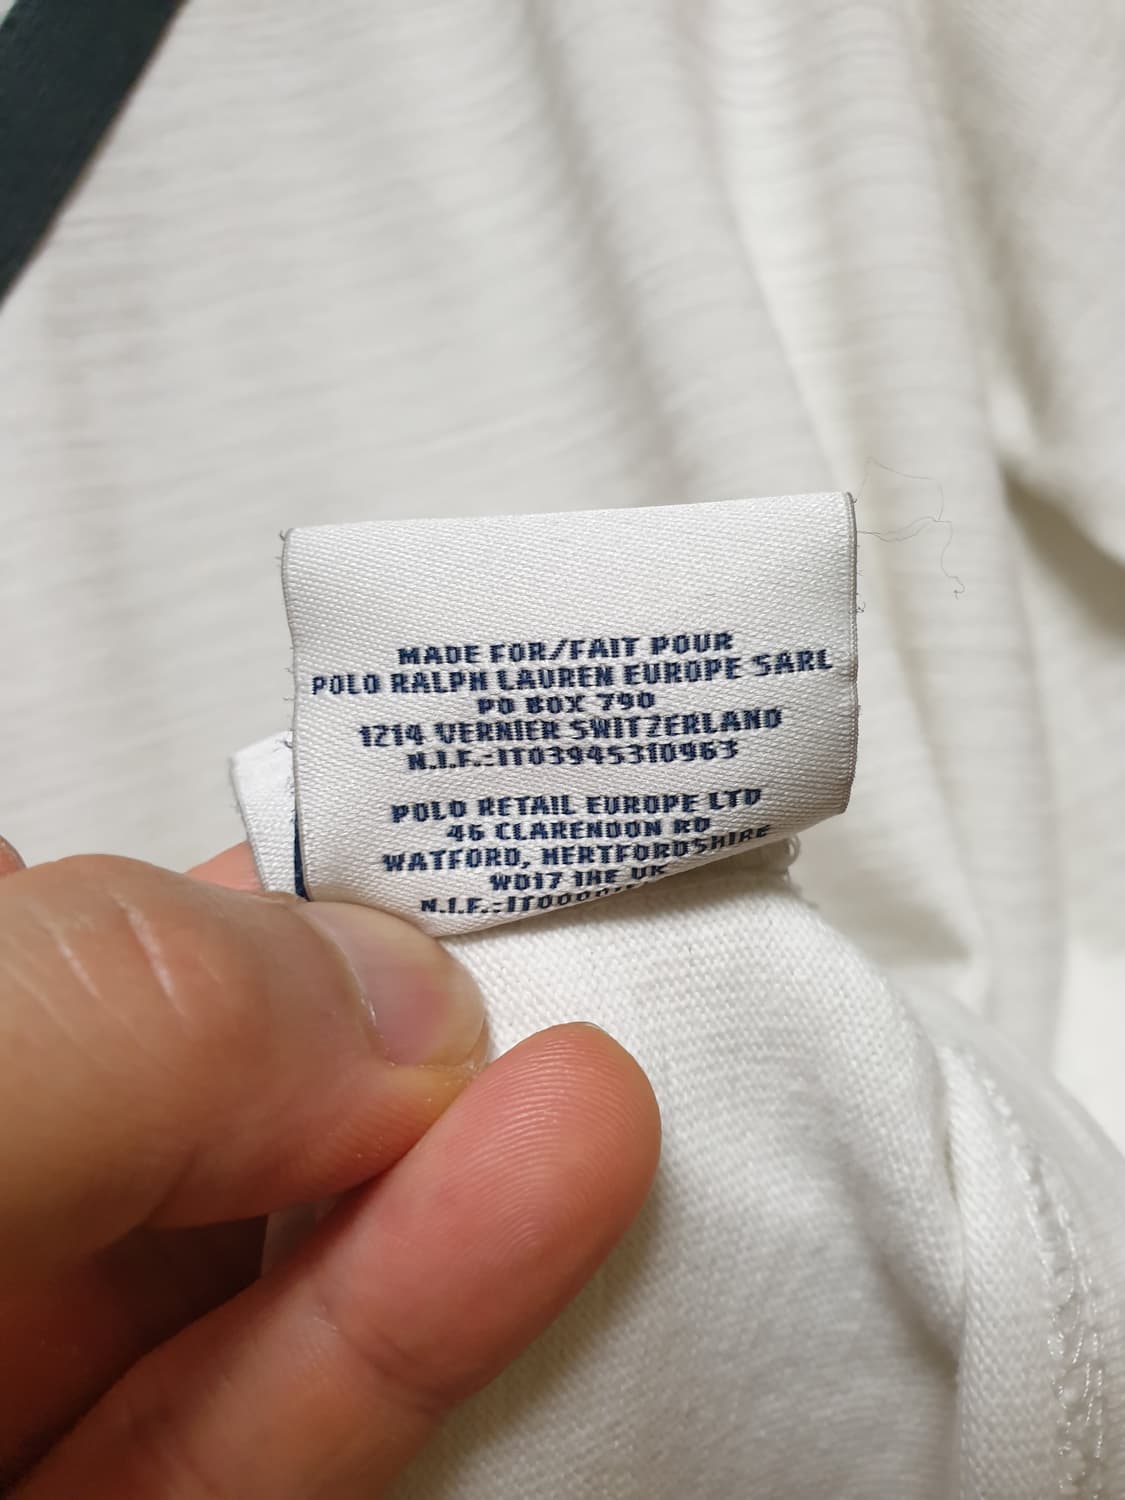 MADE FOR/FAIT POUR
POLO RALPH LAUREN EUROPE SARL
PO BOX 790
1214 VERNIER SWITZERLAND
N.I.F.:IT03945310963
POLO RETAIL EUROPE LTD
46 CLARENDON RD
WATFORD, HERTFORDSHIRE
WD17 1HE UK
N.I.F.: